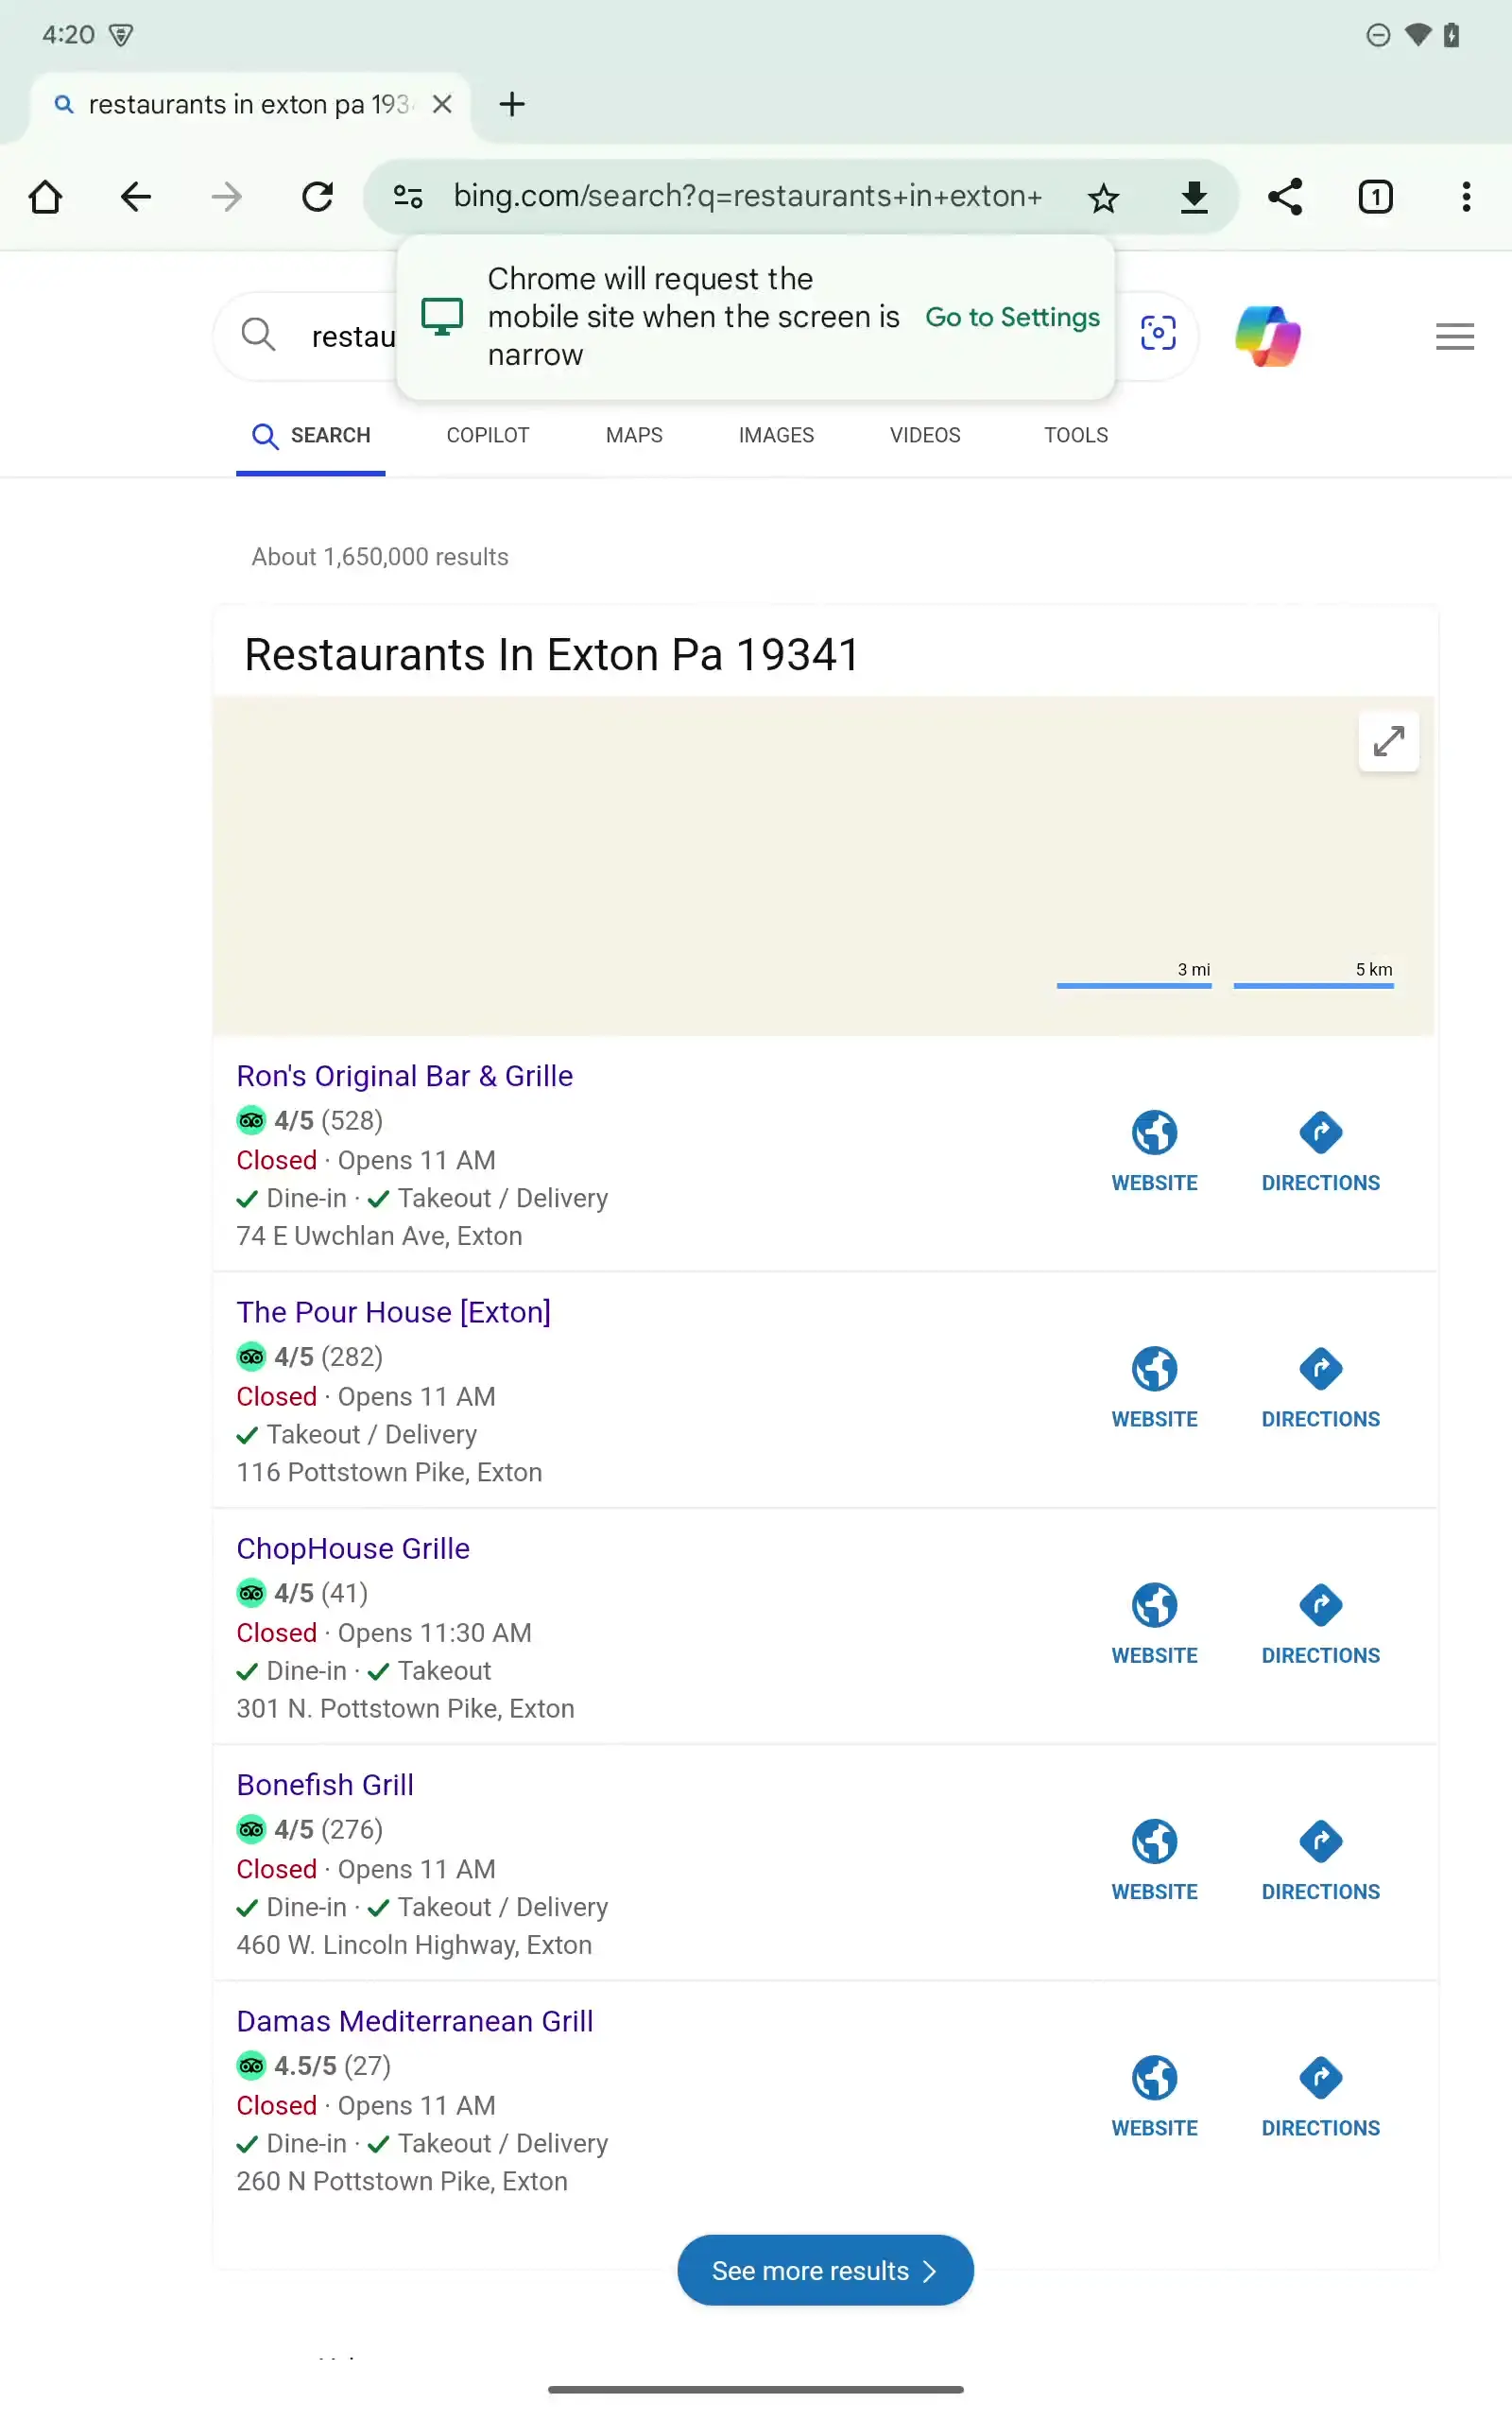 4:20
restaurants in exton pa 193
bing.com/search?q=restaurants+in+exton+
1
Chrome will request the
mobile site when the screen is
narrow
Go to Settings
restau
SEARCH
COPILOT
MAPS
IMAGES
VIDEOS
TOOLS
About 1,650,000 results
Restaurants In Exton Pa 19341
3 mi
5 km
Ron's Original Bar & Grille
4/5 (528)
Closed · Opens 11 AM
Dine-in · Takeout / Delivery
74 E Uwchlan Ave, Exton
WEBSITE
DIRECTIONS
The Pour House [Exton]
4/5 (282)
Closed · Opens 11 AM
Takeout / Delivery
116 Pottstown Pike, Exton
WEBSITE
DIRECTIONS
ChopHouse Grille
4/5 (41)
Closed · Opens 11:30 AM
Dine-in · Takeout
301 N. Pottstown Pike, Exton
WEBSITE
DIRECTIONS
Bonefish Grill
4/5 (276)
Closed · Opens 11 AM
Dine-in · Takeout / Delivery
460 W. Lincoln Highway, Exton
WEBSITE
DIRECTIONS
Damas Mediterranean Grill
4.5/5 (27)
Closed · Opens 11 AM
Dine-in · Takeout / Delivery
260 N Pottstown Pike, Exton
WEBSITE
DIRECTIONS
See more results